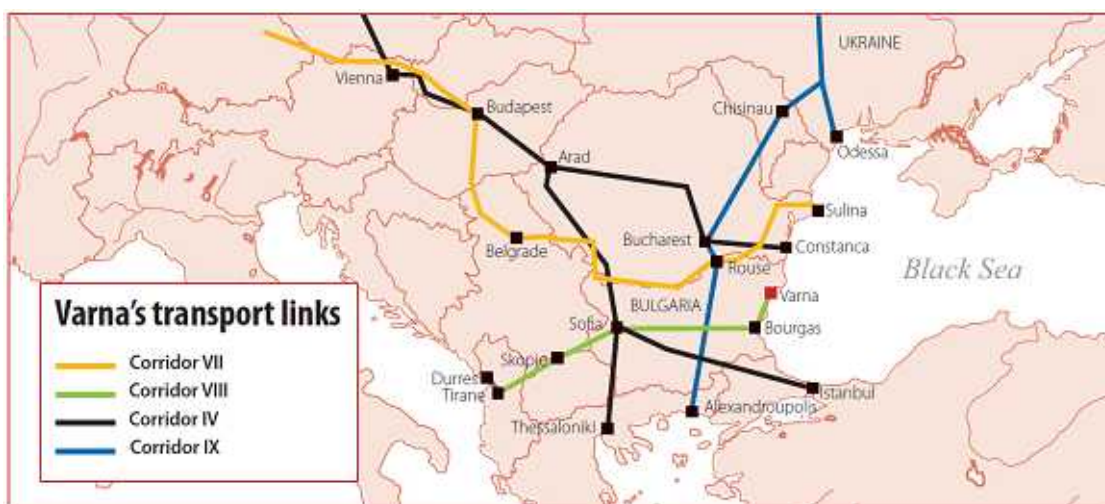 UKRAINE
Vienna
Budapest
Chisinau
Odessa
Arad
Sulina
Belgrade
Bucharest
Constanca
Rouse
Black Sea
Varna
BULGARIA
Sofia
Bourgas
Skopje
Durres
Tirane
Istanbul
Alexandroupolis
Thessaloniki
Varna's transport links
Corridor VII
Corridor VIII
Corridor IV
Corridor IX